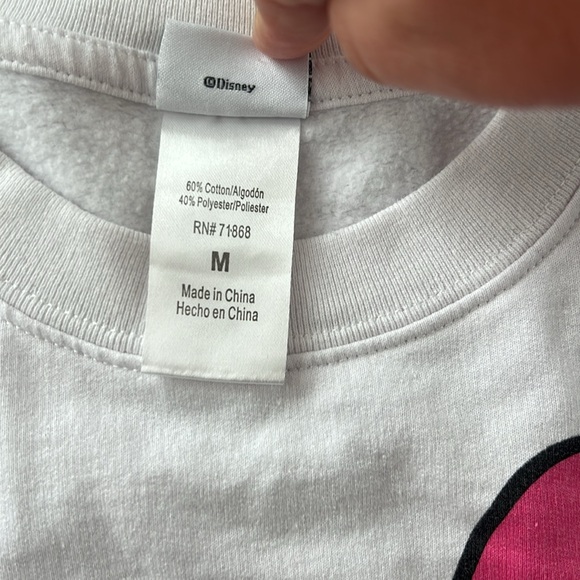 ©Disney
60% Cotton/Algodón
40% Polyester/Poliester
RN# 71868
M
Made in China
Hecho en China